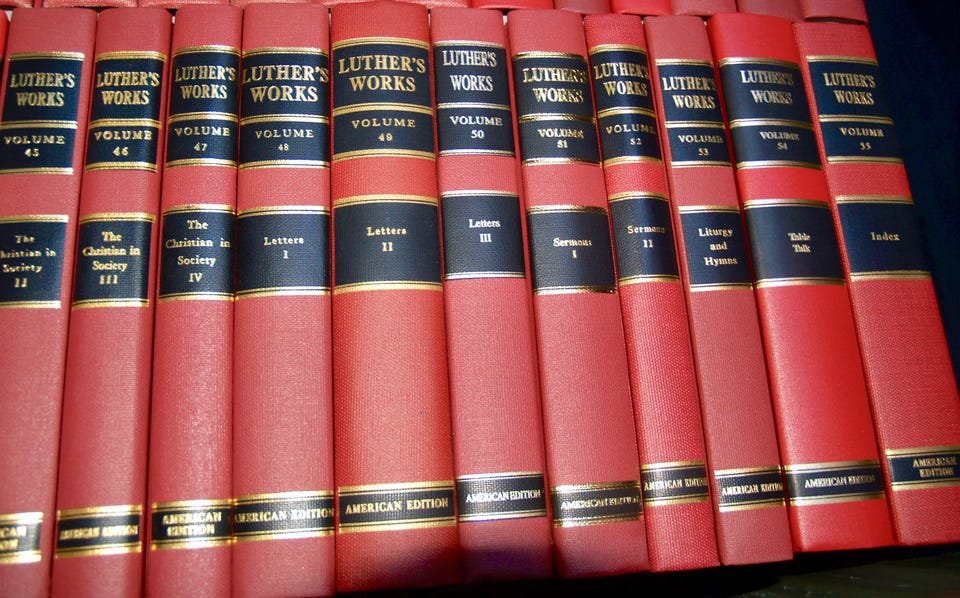 LUTHER'S
WORKS
VOLUME
45
The
Christian in
Society
II
LUTHER'S
WORKS
VOLUME
46
The
Christian in
Society
III
AMERICAN EDITION
LUTHER'S
WORKS
VOLUME
47
The
Christian in
Society
IV
AMERICAN
EDITION
LUTHER'S
WORKS
VOLUME
48
Letters
I
AMERICAN EDITION
LUTHER'S
WORKS
VOLUME
49
Letters
II
AMERICAN EDITION
LUTHER'S
WORKS
VOLUME
50
Letters
III
AMERICAN EDITION
LUTHER'S
WORKS
VOLUME
51
Sermons
I
AMERICAN EDITION
LUTHER'S
WORKS
VOLUME
52
Sermons
II
AMERICAN EDITION
LUTHER'S
WORKS
VOLUME
53
Liturgy
and
Hymns
AMERICAN EDITION
LUTHER'S
WORKS
VOLUME
54
Table
Talk
AMERICAN EDITION
LUTHER'S
WORKS
VOLUME
55
Index
AMERICAN
EDITION